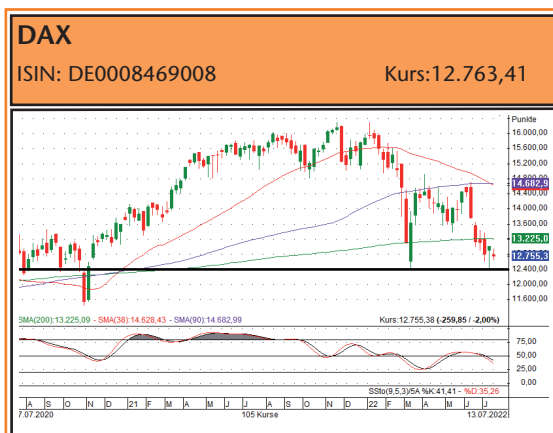 DAX
ISIN: DE0008469008 Kurs:12.763,41
Punkte
16.000,00
15.600,00
15.200,00
14.800,00
14.682,9
14.400,00
14.000,00
13.600,00
13.225,0
12.755,3
12.400,00
12.000,00
11.600,00
SMA(200):13.225,09 - SMA(38):14.628,43 - SMA(90):14.682,99 Kurs:12.755,38 (-259,85 / -2,00%)
75,00
50,00
25,00
0,00
SSto(9,5,3)/5A %K:41,41 - %D:35,26
A S O N D 21 F M A M J J A S O N D 22 F M A M J J
7.07.2020 105 Kurse 13.07.2022